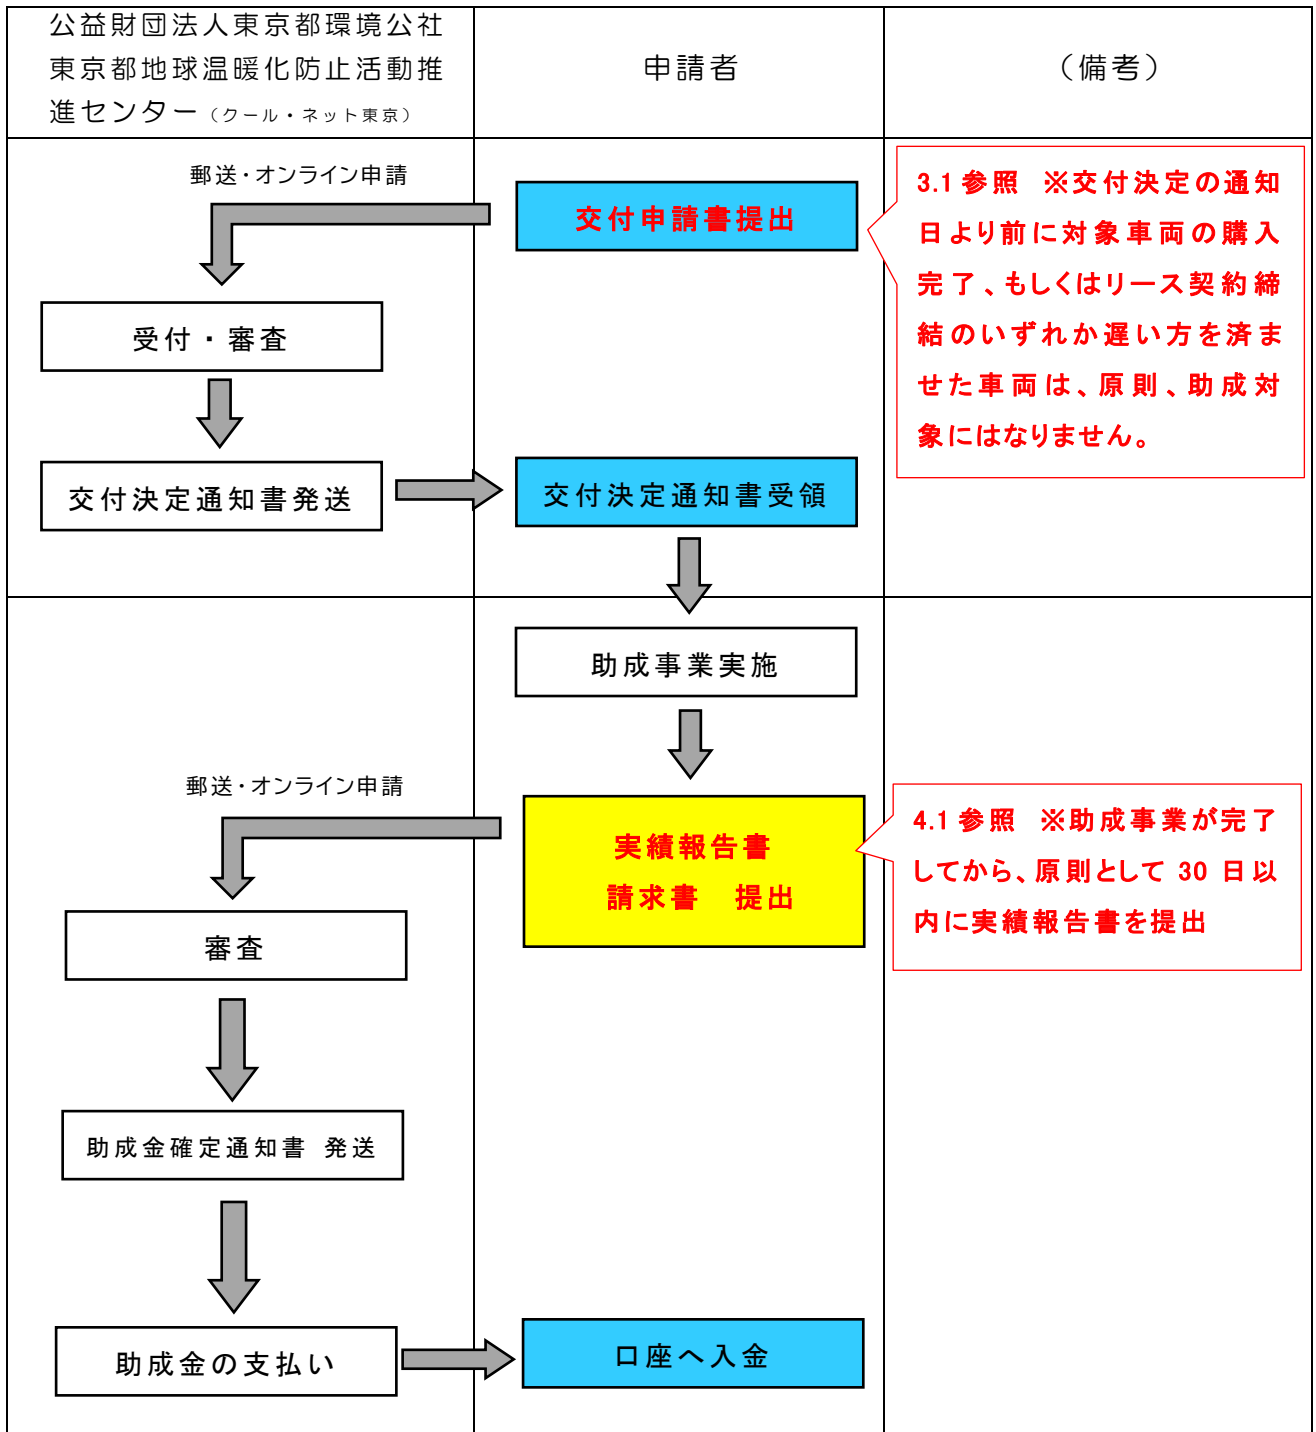 公益財団法人東京都環境公社
東京都地球温暖化防止活動推
進センター（クール・ネット東京）
申請者
（備考）
郵送・オンライン申請
交付申請書提出
3.1 参照　※交付決定の通知
日より前に対象車両の購入
完了、もしくはリース契約締
結のいずれか遅い方を済ま
せた車両は、原則、助成対
象にはなりません。
受付・審査
交付決定通知書発送
交付決定通知書受領
助成事業実施
郵送・オンライン申請
実績報告書
請求書　提出
4.1 参照　※助成事業が完了
してから、原則として 30 日以
内に実績報告書を提出
審査
助成金確定通知書 発送
助成金の支払い
口座へ入金